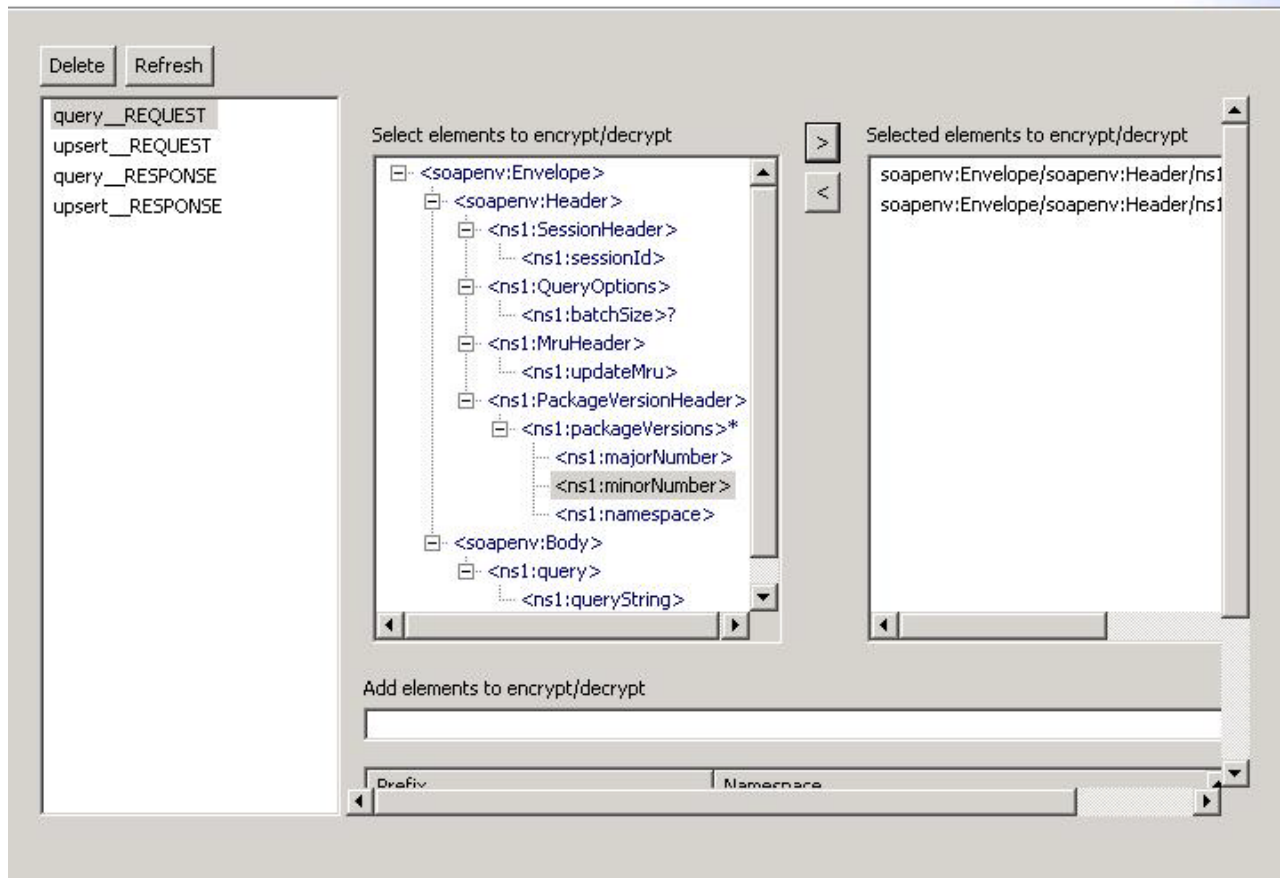 Delete Refresh
query__REQUEST
upsert__REQUEST
query__RESPONSE
upsert__RESPONSE
Select elements to encrypt/decrypt
<soapenv:Envelope>
<soapenv:Header>
<ns1:SessionHeader>
<ns1:sessionId>
<ns1:QueryOptions>
<ns1:batchSize>?
<ns1:MruHeader>
<ns1:updateMru>
<ns1:PackageVersionHeader>
<ns1:packageVersions>*
<ns1:majorNumber>
<ns1:minorNumber>
<ns1:namespace>
<soapenv:Body>
<ns1:query>
<ns1:queryString>
>
<
Selected elements to encrypt/decrypt
soapenv:Envelope/soapenv:Header/ns1
soapenv:Envelope/soapenv:Header/ns1
Add elements to encrypt/decrypt
Prefix Namespace